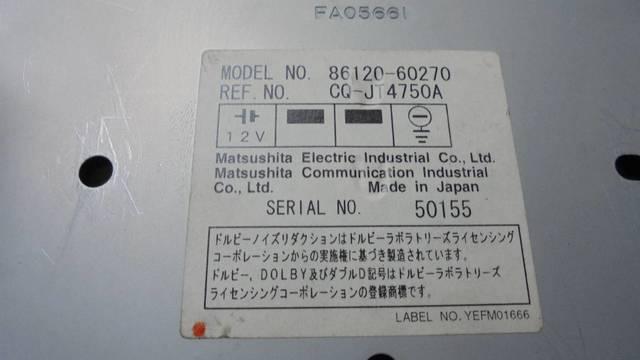 FA05661
MODEL NO. 86120-60270
REF.NO. CQ-JT4750A
12V
Matsushita Electric Industrial Co., Ltd.
Matsushita Communication Industrial
Co., Ltd. Made in Japan
SERIAL NO. 50155
ドルビーノイズリダクションはドルビーラボラトリーズライセンシング
コーポレーションからの実施権に基づき製造されています。
ドルビー、DOLBY及びダブルD記号はドルビーラボラトリーズ
ライセンシングコーポレーションの登録商標です。
LABEL NO. YEFM01666